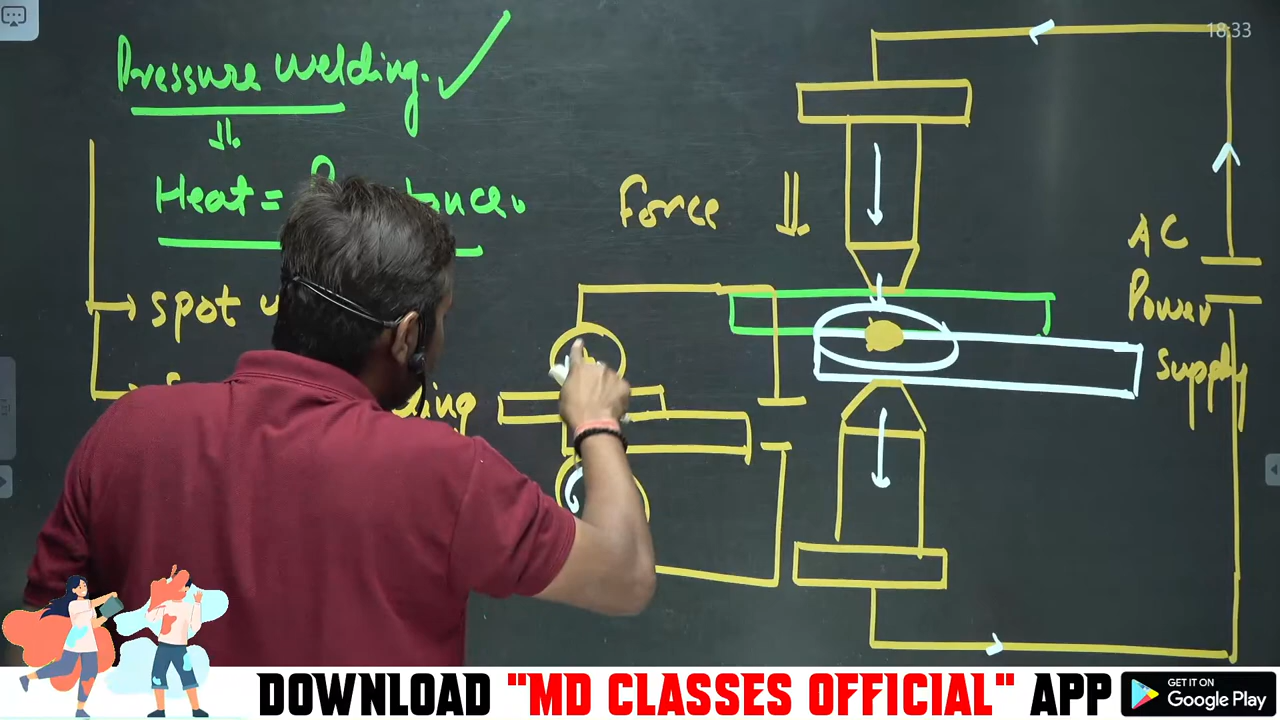 18:33
Pressure welding.
Heat =
force
AC
Power
supply
spot
DOWNLOAD "MD CLASSES OFFICIAL" APP
GET IT ON
Google Play